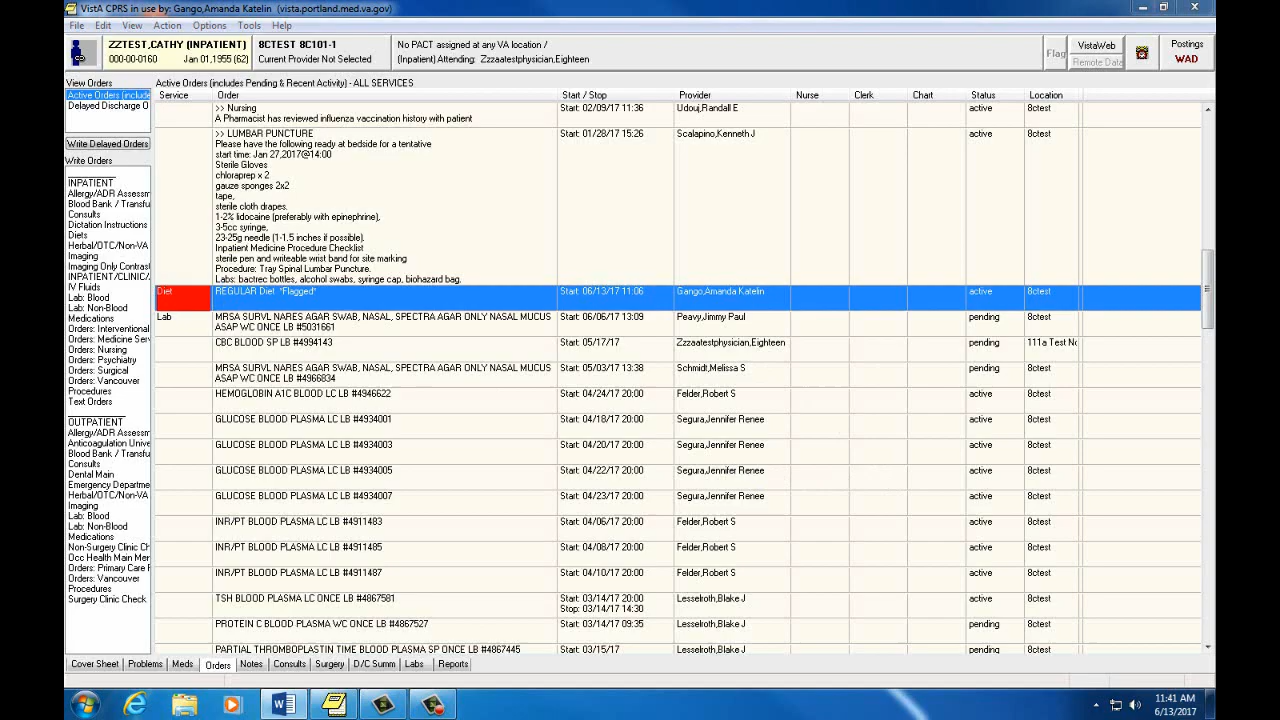 VistA CPRS in use by: Gango,Amanda Katelin (vista.portland.med.va.gov)
File Edit View Action Options Tools Help
ZZTEST,CATHY (INPATIENT)
000-00-0160 Jan 01,1955 (62)
8CTEST 8C101-1
Current Provider Not Selected
No PACT assigned at any VA location /
(Inpatient) Attending: Zzzaatestphysician,Eighteen
Flag
VistaWeb
Remote Data
Postings
WAD
View Orders
Active Orders (include
Delayed Discharge O
Write Delayed Orders
Write Orders
INPATIENT
Allergy/ADR Assessm
Blood Bank / Transfu
Consults
Dictation Instructions
Diets
Herbal/OTC/Non-VA
Imaging
Imaging Only Contras
INPATIENT/CLINIC/
IV Fluids
Lab: Blood
Lab: Non-Blood
Medications
Orders: Interventional
Orders: Medicine Serv
Orders: Nursing
Orders: Psychiatry
Orders: Surgical
Orders: Vancouver
Procedures
Text Orders
OUTPATIENT
Allergy/ADR Assessm
Anticoagulation Unive
Blood Bank / Transfu
Consults
Dental Main
Emergency Departme
Herbal/OTC/Non-VA
Imaging
Lab: Blood
Lab: Non-Blood
Medications
Non-Surgery Clinic Ch
Occ Health Main Men
Orders: Primary Care
Orders: Vancouver
Procedures
Surgery Clinic Check
Active Orders (includes Pending & Recent Activity) - ALL SERVICES
Service Order Start / Stop Provider Nurse Clerk Chart Status Location
>> Nursing Start: 02/09/17 11:36 Udouj,Randall E active 8ctest
A Pharmacist has reviewed influenza vaccination history with patient
>> LUMBAR PUNCTURE Start: 01/28/17 15:26 Scalapino,Kenneth J active 8ctest
Please have the following ready at bedside for a tentative
start time: Jan 27,2017@14:00
Sterile Gloves
chloraprep x 2
gauze sponges 2x2
tape,
sterile cloth drapes.
1-2% lidocaine (preferably with epinephrine),
3-5cc syringe,
23-25g needle (1-1.5 inches if possible).
Inpatient Medicine Procedure Checklist
sterile pen and writeable wrist band for site marking
Procedure: Tray Spinal Lumbar Puncture.
Labs: bactrec bottles, alcohol swabs, syringe cap, biohazard bag.
Diet REGULAR Diet *Flagged* Start: 06/13/17 11:06 Gango,Amanda Katelin active 8ctest
Lab MRSA SURVL NARES AGAR SWAB, NASAL, SPECTRA AGAR ONLY NASAL MUCUS Start: 06/06/17 13:09 Peavy,Jimmy Paul pending 8ctest
ASAP WC ONCE LB #5031661
CBC BLOOD SP LB #4994143 Start: 05/17/17 Zzzaatestphysician,Eighteen pending 111a Test No
MRSA SURVL NARES AGAR SWAB, NASAL, SPECTRA AGAR ONLY NASAL MUCUS Start: 05/03/17 13:38 Schmidt,Melissa S pending 8ctest
ASAP WC ONCE LB #4966834
HEMOGLOBIN A1C BLOOD LC LB #4946622 Start: 04/24/17 20:00 Felder,Robert S active 8ctest
GLUCOSE BLOOD PLASMA LC LB #4934001 Start: 04/18/17 20:00 Segura,Jennifer Renee active 8ctest
GLUCOSE BLOOD PLASMA LC LB #4934003 Start: 04/20/17 20:00 Segura,Jennifer Renee active 8ctest
GLUCOSE BLOOD PLASMA LC LB #4934005 Start: 04/22/17 20:00 Segura,Jennifer Renee active 8ctest
GLUCOSE BLOOD PLASMA LC LB #4934007 Start: 04/23/17 20:00 Segura,Jennifer Renee active 8ctest
INR/PT BLOOD PLASMA LC LB #4911483 Start: 04/06/17 20:00 Felder,Robert S active 8ctest
INR/PT BLOOD PLASMA LC LB #4911485 Start: 04/08/17 20:00 Felder,Robert S active 8ctest
INR/PT BLOOD PLASMA LC LB #4911487 Start: 04/10/17 20:00 Felder,Robert S active 8ctest
TSH BLOOD PLASMA LC ONCE LB #4867581 Start: 03/14/17 20:00 Lesselroth,Blake J active 8ctest
Stop: 03/14/17 14:30
PROTEIN C BLOOD PLASMA WC ONCE LB #4867527 Start: 03/14/17 09:35 Lesselroth,Blake J pending 8ctest
PARTIAL THROMBOPLASTIN TIME BLOOD PLASMA SP ONCE LB #4867445 Start: 03/15/17 Lesselroth,Blake J pending 8ctest
Cover Sheet Problems Meds Orders Notes Consults Surgery D/C Summ Labs Reports
11:41 AM
6/13/2017